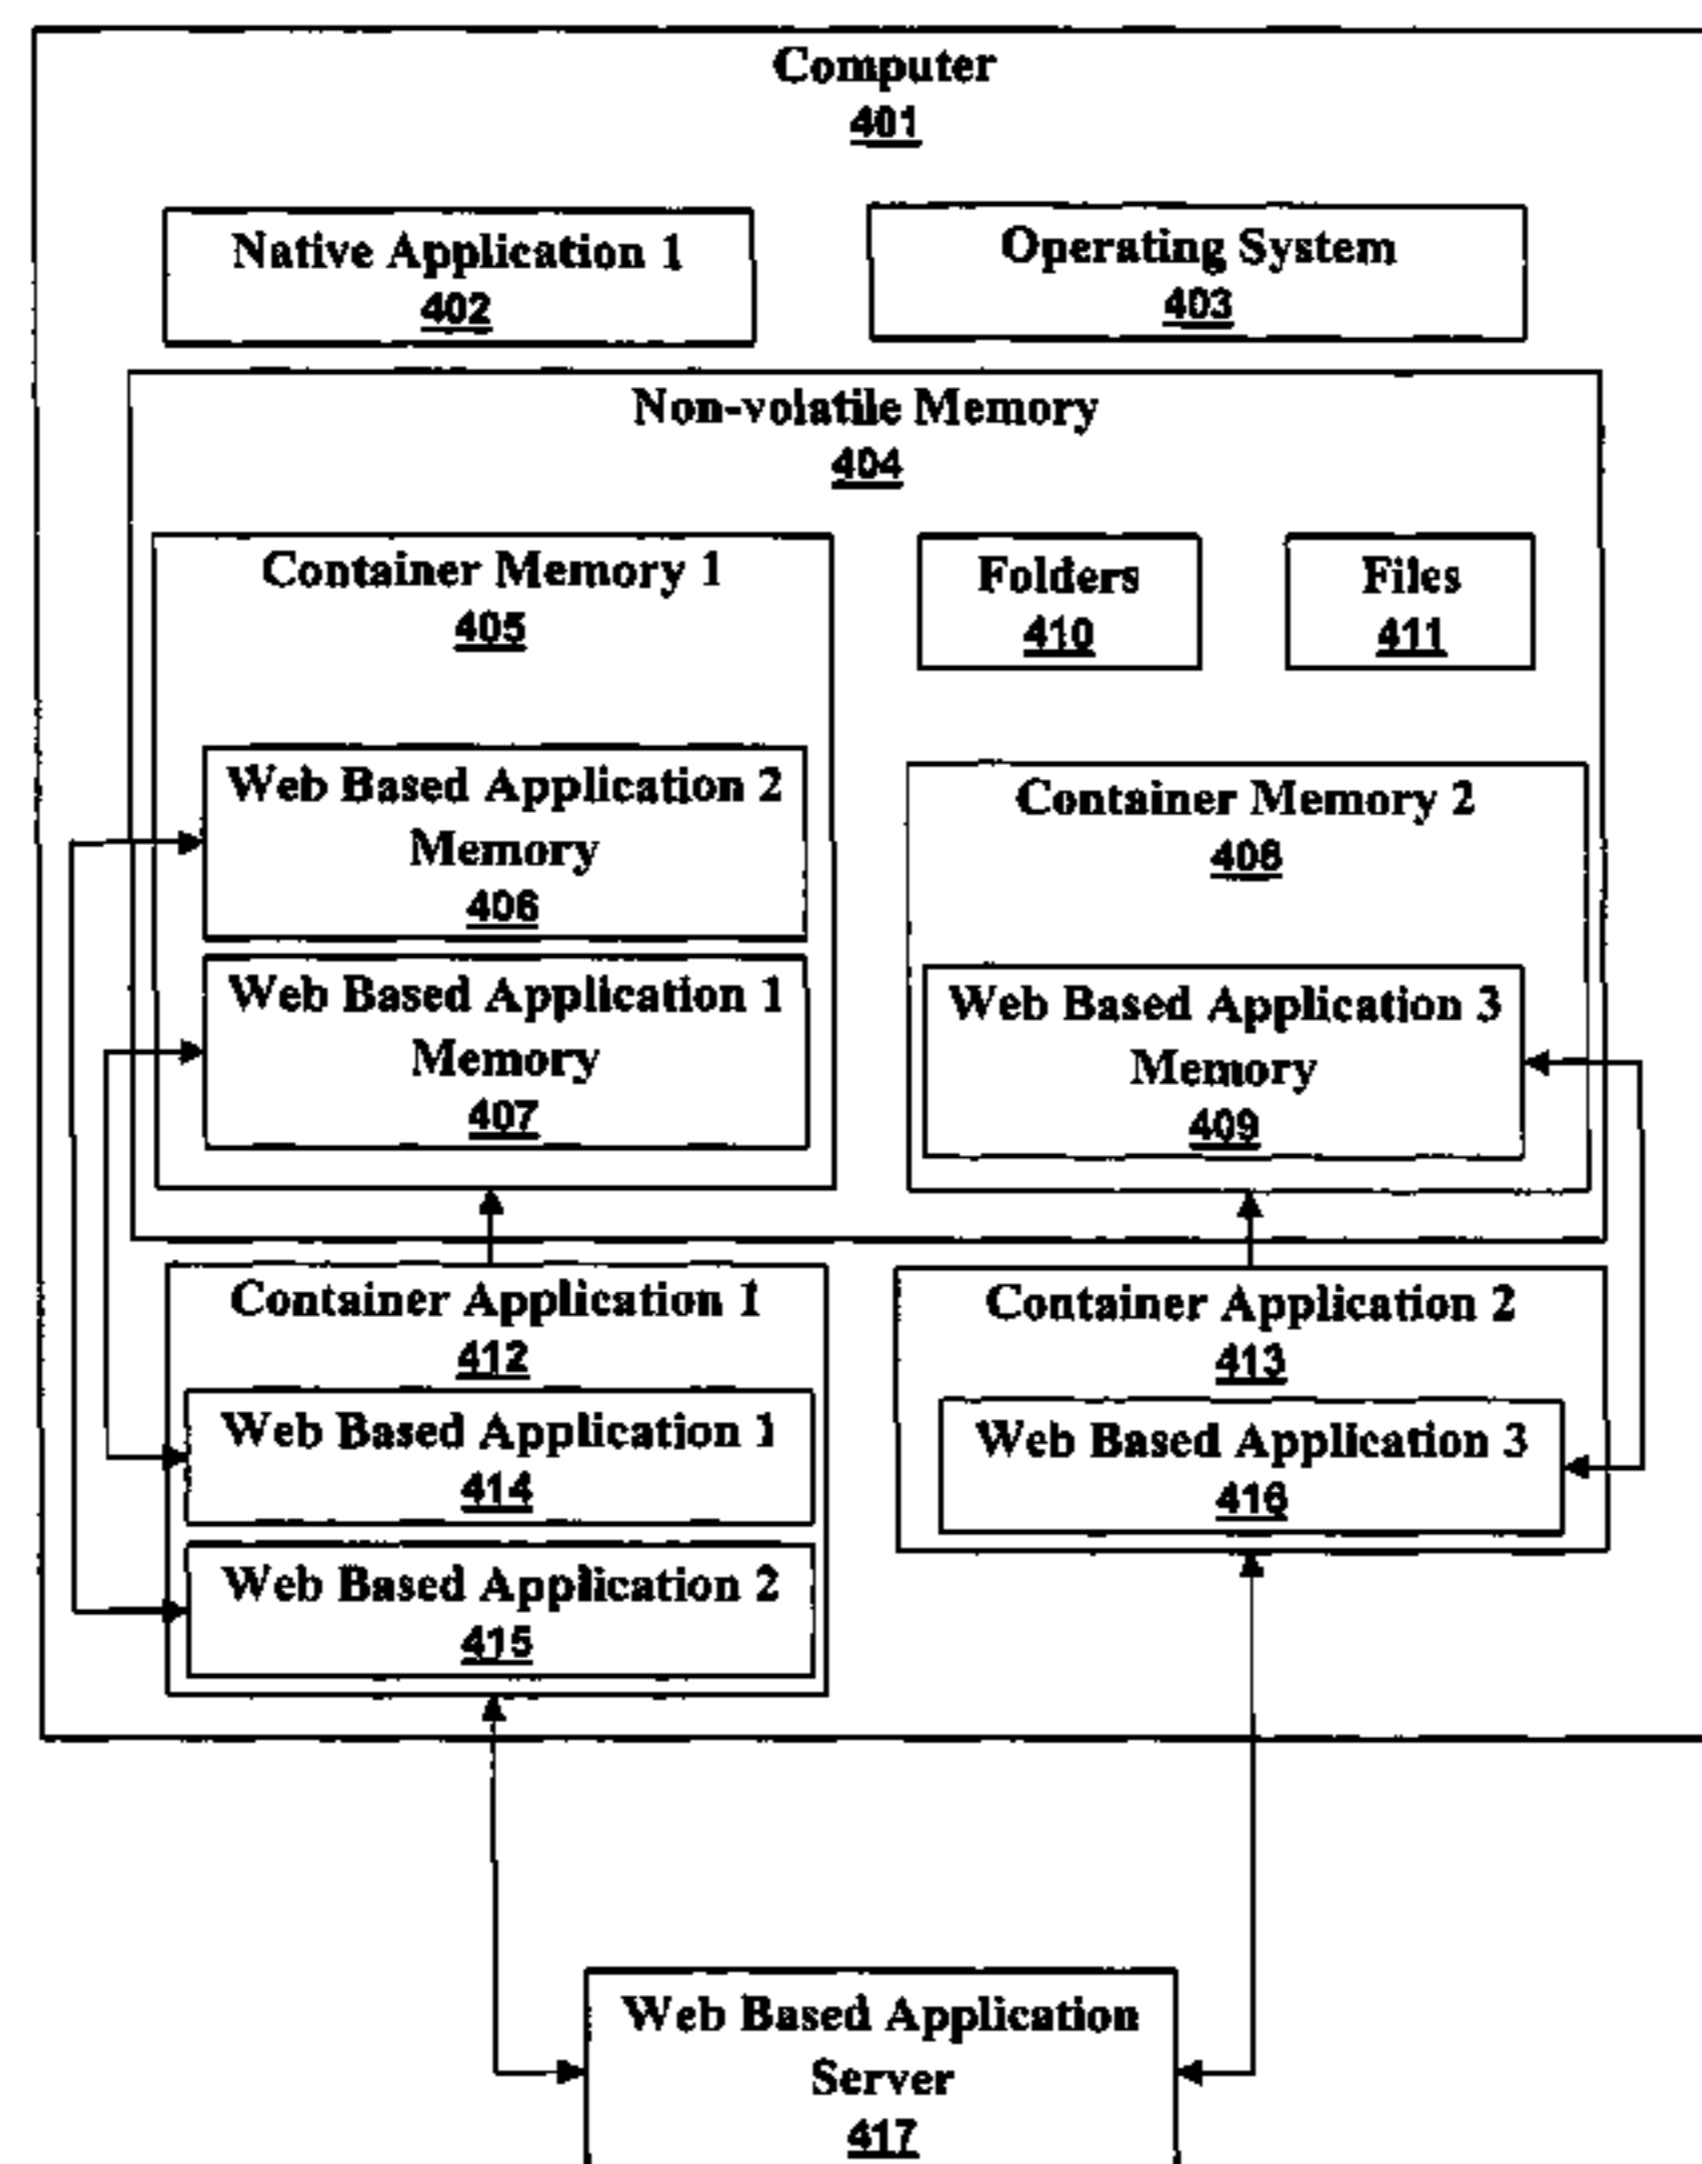 Computer
401
Native Application 1
402
Operating System
403
Non-volatile Memory
404
Container Memory 1
405
Folders
410
Files
411
Web Based Application 2
Memory
406
Web Based Application 1
Memory
407
Container Memory 2
408
Web Based Application 3
Memory
409
Container Application 1
412
Web Based Application 1
414
Web Based Application 2
415
Container Application 2
413
Web Based Application 3
416
Web Based Application
Server
417